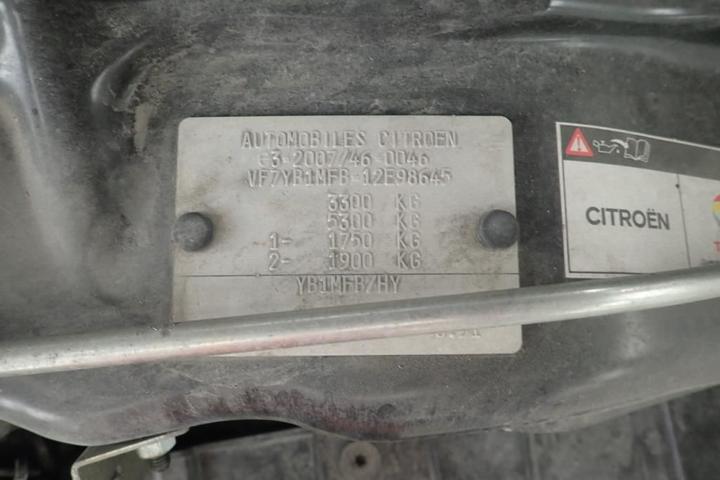 AUTOMOBILES CITROEN
e3-2007/46-0046
VF7YB1MFB-12E98645
3300 KG
5300 KG
1- 1750 KG
2- 1900 KG
YB1MFB/HY
CITROËN